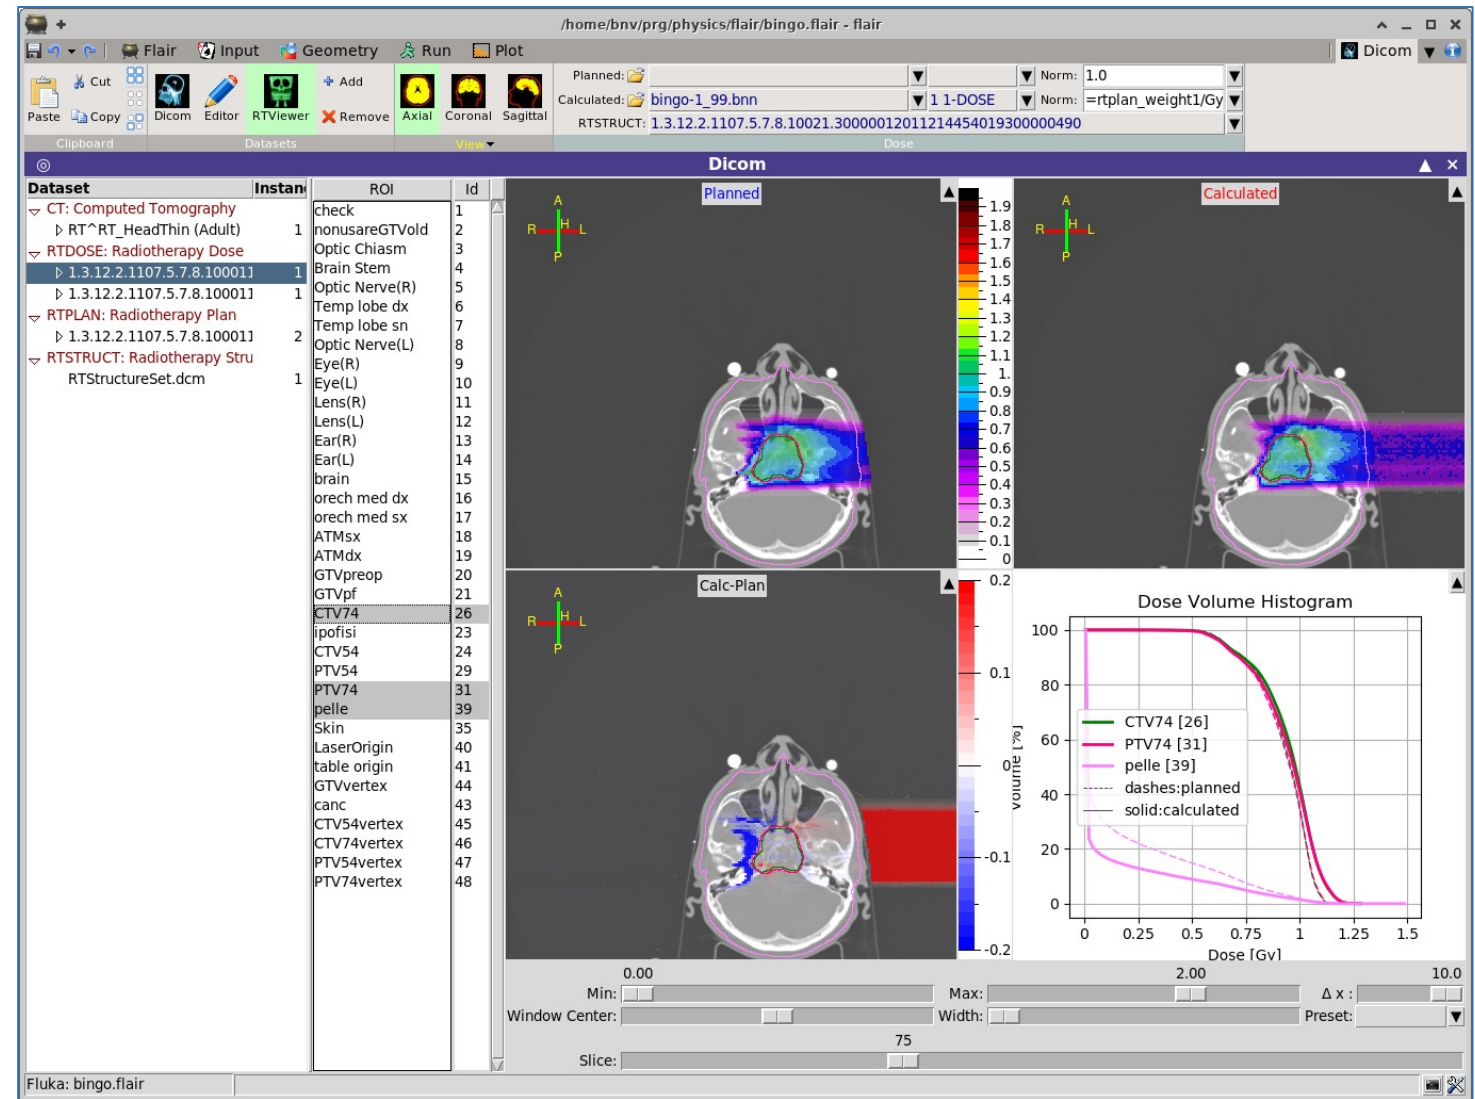 /home/bnv/prg/physics/flair/bingo.flair - flair
Flair Input Geometry Run Plot Dicom
Paste Cut Copy Dicom Editor RTViewer Add Remove Axial Coronal Sagittal
Clipboard Datasets View Dose
Planned: Norm: 1.0
Calculated: bingo-1_99.bnn 1 1-DOSE Norm: =rtplan_weight1/Gy
RTSTRUCT: 1.3.12.2.1107.5.7.8.10021.30000012011214454019300000490
Dicom
Dataset Instan
CT: Computed Tomography
RT^RT_HeadThin (Adult) 1
RTDOSE: Radiotherapy Dose
1.3.12.2.1107.5.7.8.100011 1
1.3.12.2.1107.5.7.8.100011 1
RTPLAN: Radiotherapy Plan
1.3.12.2.1107.5.7.8.100011 2
RTSTRUCT: Radiotherapy Stru
RTStructureSet.dcm 1
ROI Id
check 1
nonusareGTVold 2
Optic Chiasm 3
Brain Stem 4
Optic Nerve(R) 5
Temp lobe dx 6
Temp lobe sn 7
Optic Nerve(L) 8
Eye(R) 9
Eye(L) 10
Lens(R) 11
Lens(L) 12
Ear(R) 13
Ear(L) 14
brain 15
orech med dx 16
orech med sx 17
ATMsx 18
ATMdx 19
GTVpreop 20
GTVpf 21
CTV74 26
ipofisi 23
CTV54 24
PTV54 29
PTV74 31
pelle 39
Skin 35
LaserOrigin 40
table origin 41
GTVvertex 44
canc 43
CTV54vertex 45
CTV74vertex 46
PTV54vertex 47
PTV74vertex 48
Planned
A
R H L
P
1.9
1.8
1.7
1.6
1.5
1.4
1.3
1.2
1.1
1.
0.9
0.8
0.7
0.6
0.5
0.4
0.3
0.2
0.1
0
Calculated
A
R H L
P
Calc-Plan
A
R H L
P
0.2
0.1
0
-0.1
-0.2
Dose Volume Histogram
Volume [%]
100
80
60
40
20
0
CTV74 [26]
PTV74 [31]
pelle [39]
dashes:planned
solid:calculated
0 0.25 0.5 0.75 1 1.25 1.5
Dose [Gy]
0.00 2.00 10.0
Min: Max: Δ x :
Window Center: Width: Preset:
75
Slice:
Fluka: bingo.flair